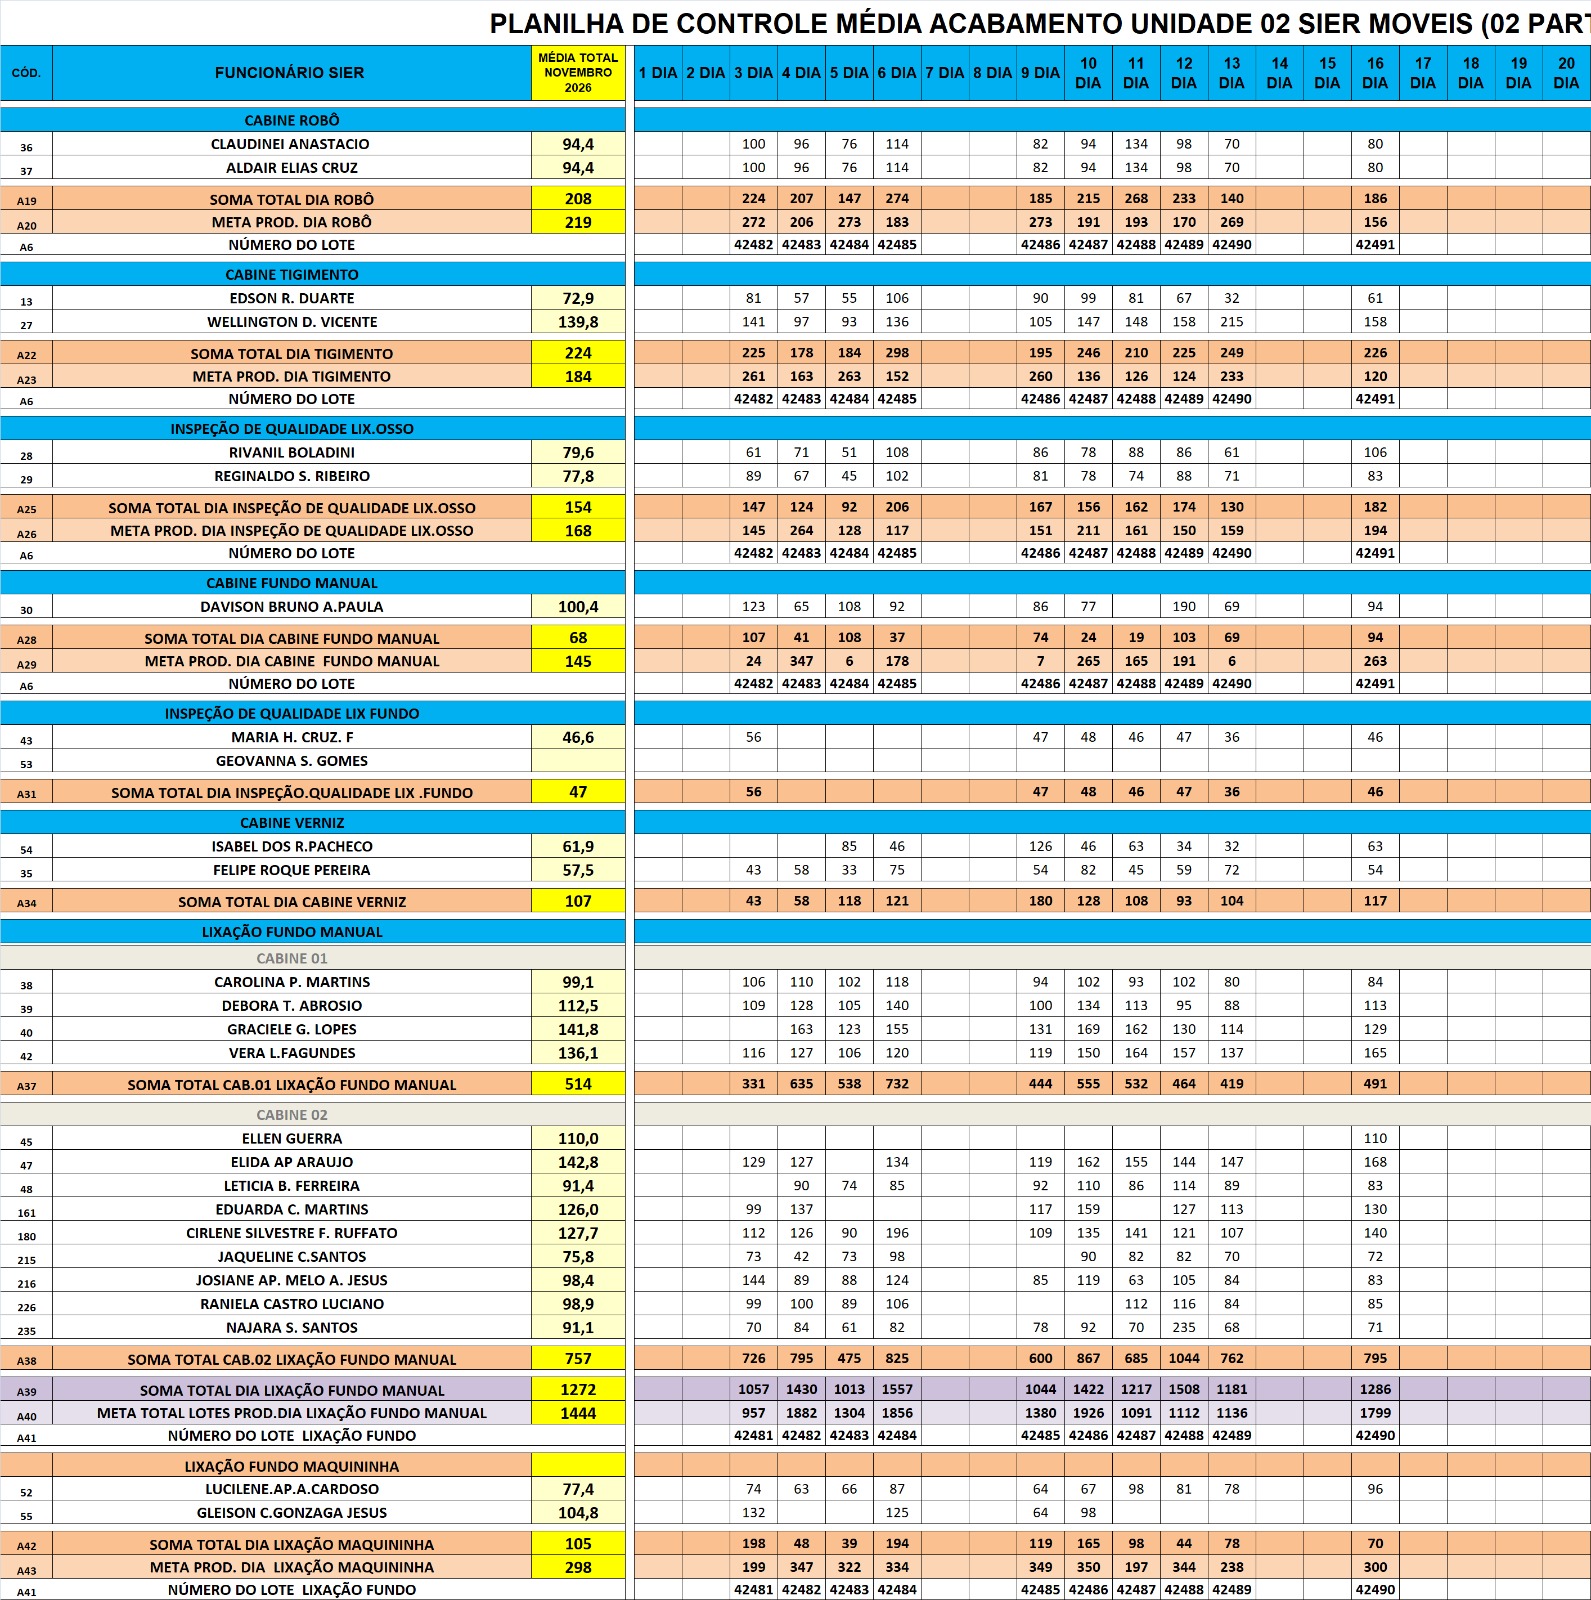 PLANILHA DE CONTROLE MÉDIA ACABAMENTO UNIDADE 02 SIER MOVEIS (02 PART
CÓD. FUNCIONÁRIO SIER MÉDIA TOTAL NOVEMBRO 2026 1 DIA 2 DIA 3 DIA 4 DIA 5 DIA 6 DIA 7 DIA 8 DIA 9 DIA 10 DIA 11 DIA 12 DIA 13 DIA 14 DIA 15 DIA 16 DIA 17 DIA 18 DIA 19 DIA 20 DIA
CABINE ROBÔ
36 CLAUDINEI ANASTACIO 94,4 100 96 76 114 82 94 134 98 70 80
37 ALDAIR ELIAS CRUZ 94,4 100 96 76 114 82 94 134 98 70 80
A19 SOMA TOTAL DIA ROBÔ 208 224 207 147 274 185 215 268 233 140 186
A20 META PROD. DIA ROBÔ 219 272 206 273 183 273 191 193 170 269 156
A6 NÚMERO DO LOTE 42482 42483 42484 42485 42486 42487 42488 42489 42490 42491
CABINE TIGIMENTO
13 EDSON R. DUARTE 72,9 81 57 55 106 90 99 81 67 32 61
27 WELLINGTON D. VICENTE 139,8 141 97 93 136 105 147 148 158 215 158
A22 SOMA TOTAL DIA TIGIMENTO 224 225 178 184 298 195 246 210 225 249 226
A23 META PROD. DIA TIGIMENTO 184 261 163 263 152 260 136 126 124 233 120
A6 NÚMERO DO LOTE 42482 42483 42484 42485 42486 42487 42488 42489 42490 42491
INSPEÇÃO DE QUALIDADE LIX.OSSO
28 RIVANIL BOLADINI 79,6 61 71 51 108 86 78 88 86 61 106
29 REGINALDO S. RIBEIRO 77,8 89 67 45 102 81 78 74 88 71 83
A25 SOMA TOTAL DIA INSPEÇÃO DE QUALIDADE LIX.OSSO 154 147 124 92 206 167 156 162 174 130 182
A26 META PROD. DIA INSPEÇÃO DE QUALIDADE LIX.OSSO 168 145 264 128 117 151 211 161 150 159 194
A6 NÚMERO DO LOTE 42482 42483 42484 42485 42486 42487 42488 42489 42490 42491
CABINE FUNDO MANUAL
30 DAVISON BRUNO A.PAULA 100,4 123 65 108 92 86 77 190 69 94
A28 SOMA TOTAL DIA CABINE FUNDO MANUAL 68 107 41 108 37 74 24 19 103 69 94
A29 META PROD. DIA CABINE FUNDO MANUAL 145 24 347 6 178 7 265 165 191 6 263
A6 NÚMERO DO LOTE 42482 42483 42484 42485 42486 42487 42488 42489 42490 42491
INSPEÇÃO DE QUALIDADE LIX FUNDO
43 MARIA H. CRUZ. F 46,6 56 47 48 46 47 36 46
53 GEOVANNA S. GOMES
A31 SOMA TOTAL DIA INSPEÇÃO.QUALIDADE LIX .FUNDO 47 56 47 48 46 47 36 46
CABINE VERNIZ
54 ISABEL DOS R.PACHECO 61,9 85 46 126 46 63 34 32 63
35 FELIPE ROQUE PEREIRA 57,5 43 58 33 75 54 82 45 59 72 54
A34 SOMA TOTAL DIA CABINE VERNIZ 107 43 58 118 121 180 128 108 93 104 117
LIXAÇÃO FUNDO MANUAL
CABINE 01
38 CAROLINA P. MARTINS 99,1 106 110 102 118 94 102 93 102 80 84
39 DEBORA T. ABROSIO 112,5 109 128 105 140 100 134 113 95 88 113
40 GRACIELE G. LOPES 141,8 163 123 155 131 169 162 130 114 129
42 VERA L.FAGUNDES 136,1 116 127 106 120 119 150 164 157 137 165
A37 SOMA TOTAL CAB.01 LIXAÇÃO FUNDO MANUAL 514 331 635 538 732 444 555 532 464 419 491
CABINE 02
45 ELLEN GUERRA 110,0 110
47 ELIDA AP ARAUJO 142,8 129 127 134 119 162 155 144 147 168
48 LETICIA B. FERREIRA 91,4 90 74 85 92 110 86 114 89 83
161 EDUARDA C. MARTINS 126,0 99 137 117 159 127 113 130
180 CIRLENE SILVESTRE F. RUFFATO 127,7 112 126 90 196 109 135 141 121 107 140
215 JAQUELINE C.SANTOS 75,8 73 42 73 98 90 82 82 70 72
216 JOSIANE AP. MELO A. JESUS 98,4 144 89 88 124 85 119 63 105 84 83
226 RANIELA CASTRO LUCIANO 98,9 99 100 89 106 112 116 84 85
235 NAJARA S. SANTOS 91,1 70 84 61 82 78 92 70 235 68 71
A38 SOMA TOTAL CAB.02 LIXAÇÃO FUNDO MANUAL 757 726 795 475 825 600 867 685 1044 762 795
A39 SOMA TOTAL DIA LIXAÇÃO FUNDO MANUAL 1272 1057 1430 1013 1557 1044 1422 1217 1508 1181 1286
A40 META TOTAL LOTES PROD.DIA LIXAÇÃO FUNDO MANUAL 1444 957 1882 1304 1856 1380 1926 1091 1112 1136 1799
A41 NÚMERO DO LOTE LIXAÇÃO FUNDO 42481 42482 42483 42484 42485 42486 42487 42488 42489 42490
LIXAÇÃO FUNDO MAQUININHA
52 LUCILENE.AP.A.CARDOSO 77,4 74 63 66 87 64 67 98 81 78 96
55 GLEISON C.GONZAGA JESUS 104,8 132 125 64 98
A42 SOMA TOTAL DIA LIXAÇÃO MAQUININHA 105 198 48 39 194 119 165 98 44 78 70
A43 META PROD. DIA LIXAÇÃO MAQUININHA 298 199 347 322 334 349 350 197 344 238 300
A41 NÚMERO DO LOTE LIXAÇÃO FUNDO 42481 42482 42483 42484 42485 42486 42487 42488 42489 42490